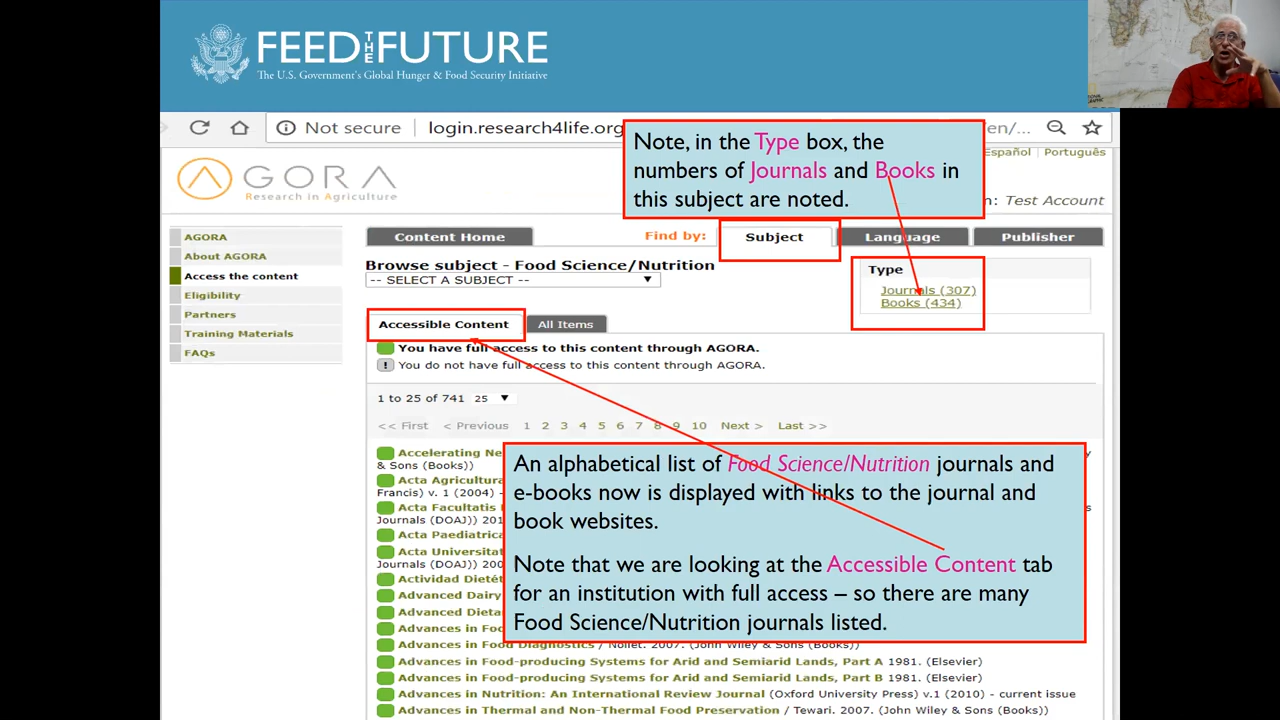 FEED THE FUTURE
The U.S. Government's Global Hunger & Food Security Initiative
Not secure
login.research4life.org
en/...
Note, in the Type box, the
numbers of Journals and Books in
this subject are noted.
Español Português
AGORA
Research in Agriculture
Test Account
AGORA
About AGORA
Access the content
Eligibility
Partners
Training Materials
FAQs
Content Home
Find by:
Subject
Language
Publisher
Browse subject - Food Science/Nutrition
-- SELECT A SUBJECT --
Type
Journals (307)
Books (434)
Accessible Content
All Items
You have full access to this content through AGORA.
! You do not have full access to this content through AGORA.
1 to 25 of 741 25
<< First < Previous 1 2 3 4 5 6 7 8 9 10 Next > Last >>
Accelerating
& Sons (Books))
Acta
Francis) v. 1 (2004) -
Acta Facultatis
Journals (DOAJ))
Acta
Acta
Journals (DOAJ))
Actividad
Advanced Dairy
Advanced
Advances in
Advances in Food Diagnostics / Nollet. 2007. (John Wiley & Sons (Books))
Advances in Food-producing Systems for Arid and Semiarid Lands, Part A 1981. (Elsevier)
Advances in Food-producing Systems for Arid and Semiarid Lands, Part B 1981. (Elsevier)
Advances in Nutrition: An International Review Journal (Oxford University Press) v.1 (2010) - current issue
Advances in Thermal and Non-Thermal Food Preservation / Tewari. 2007. (John Wiley & Sons (Books))
An alphabetical list of Food Science/Nutrition journals and
e-books now is displayed with links to the journal and
book websites.
Note that we are looking at the Accessible Content tab
for an institution with full access – so there are many
Food Science/Nutrition journals listed.